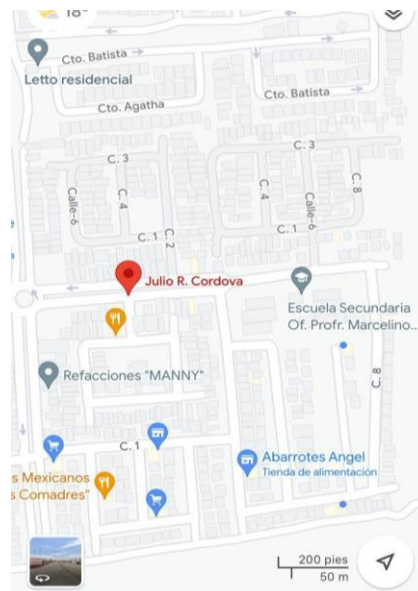 18°
Cto. Batista
Letto residencial
Cto. Batista
Cto. Agatha
C. 3
C. 3
Calle-6
C. 4
C. 4
Calle-6
C. 8
C. 1
C. 2
C. 1
Julio R. Cordova
Escuela Secundaria
Of. Profr. Marcelino...
Refacciones "MANNY"
C. 8
C. 1
Abarrotes Angel
Tienda de alimentación
s Mexicanos
s Comadres"
200 pies
50 m